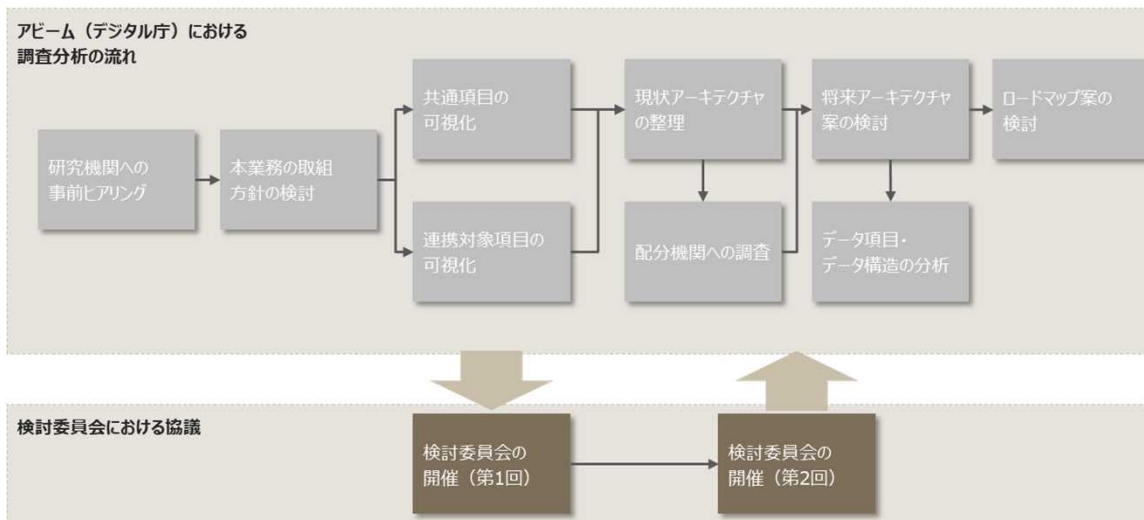 アビーム（デジタル庁）における
調査分析の流れ
研究機関への
事前ヒアリング
本業務の取組
方針の検討
共通項目の
可視化
連携対象項目の
可視化
現状アーキテクチャ
の整理
配分機関への調査
将来アーキテクチャ
案の検討
データ項目・
データ構造の分析
ロードマップ案の
検討
検討委員会における協議
検討委員会の
開催（第1回）
検討委員会の
開催（第2回）